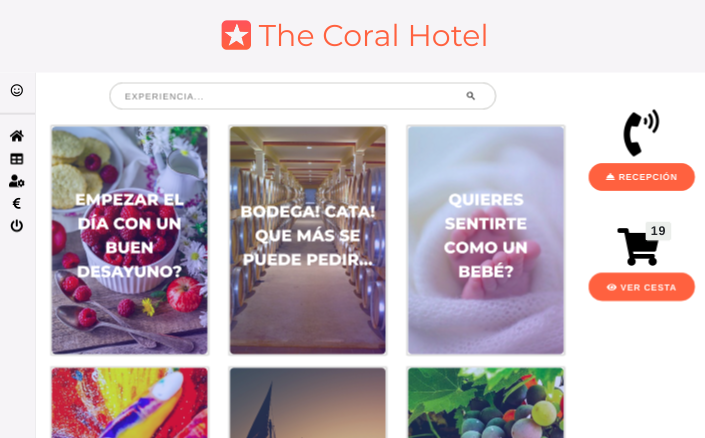 The Coral Hotel
EXPERIENCIA...
RECEPCIÓN
19
VER CESTA
EMPEZAR EL
DÍA CON UN
BUEN
DESAYUNO?
BODEGA! CATA!
QUE MÁS SE
PUEDE PEDIR...
QUIERES
SENTIRTE
COMO UN
BEBÉ?